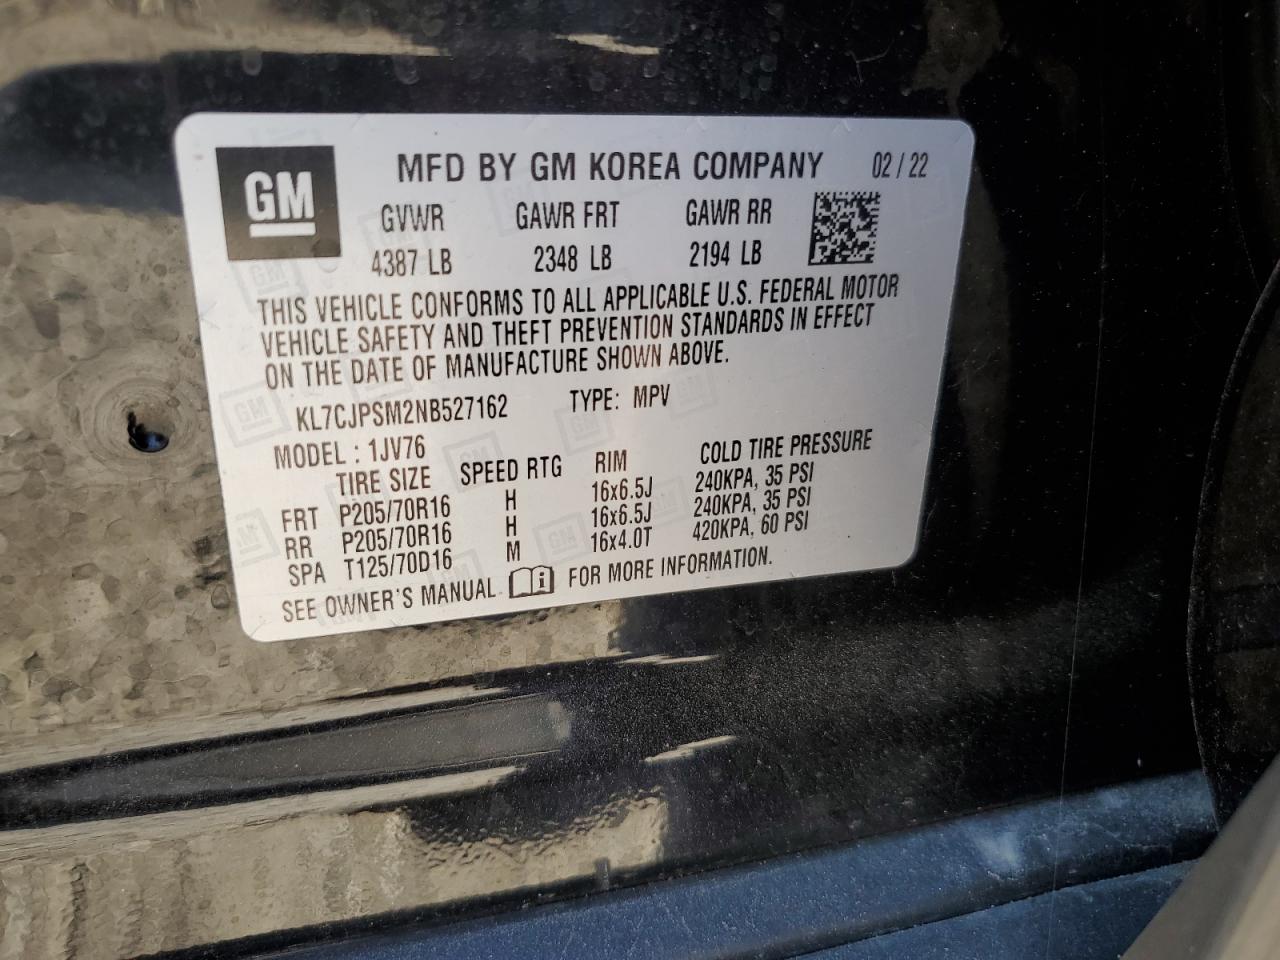 GM
MFD BY GM KOREA COMPANY 02 / 22
GVWR GAWR FRT GAWR RR
4387 LB 2348 LB 2194 LB
THIS VEHICLE CONFORMS TO ALL APPLICABLE U.S. FEDERAL MOTOR
VEHICLE SAFETY AND THEFT PREVENTION STANDARDS IN EFFECT
ON THE DATE OF MANUFACTURE SHOWN ABOVE.
KL7CJPSM2NB527162 TYPE: MPV
MODEL : 1JV76
TIRE SIZE SPEED RTG RIM COLD TIRE PRESSURE
FRT P205/70R16 H 16x6.5J 240KPA, 35 PSI
RR P205/70R16 H 16x6.5J 240KPA, 35 PSI
SPA T125/70D16 M 16x4.0T 420KPA, 60 PSI
SEE OWNER'S MANUAL FOR MORE INFORMATION.